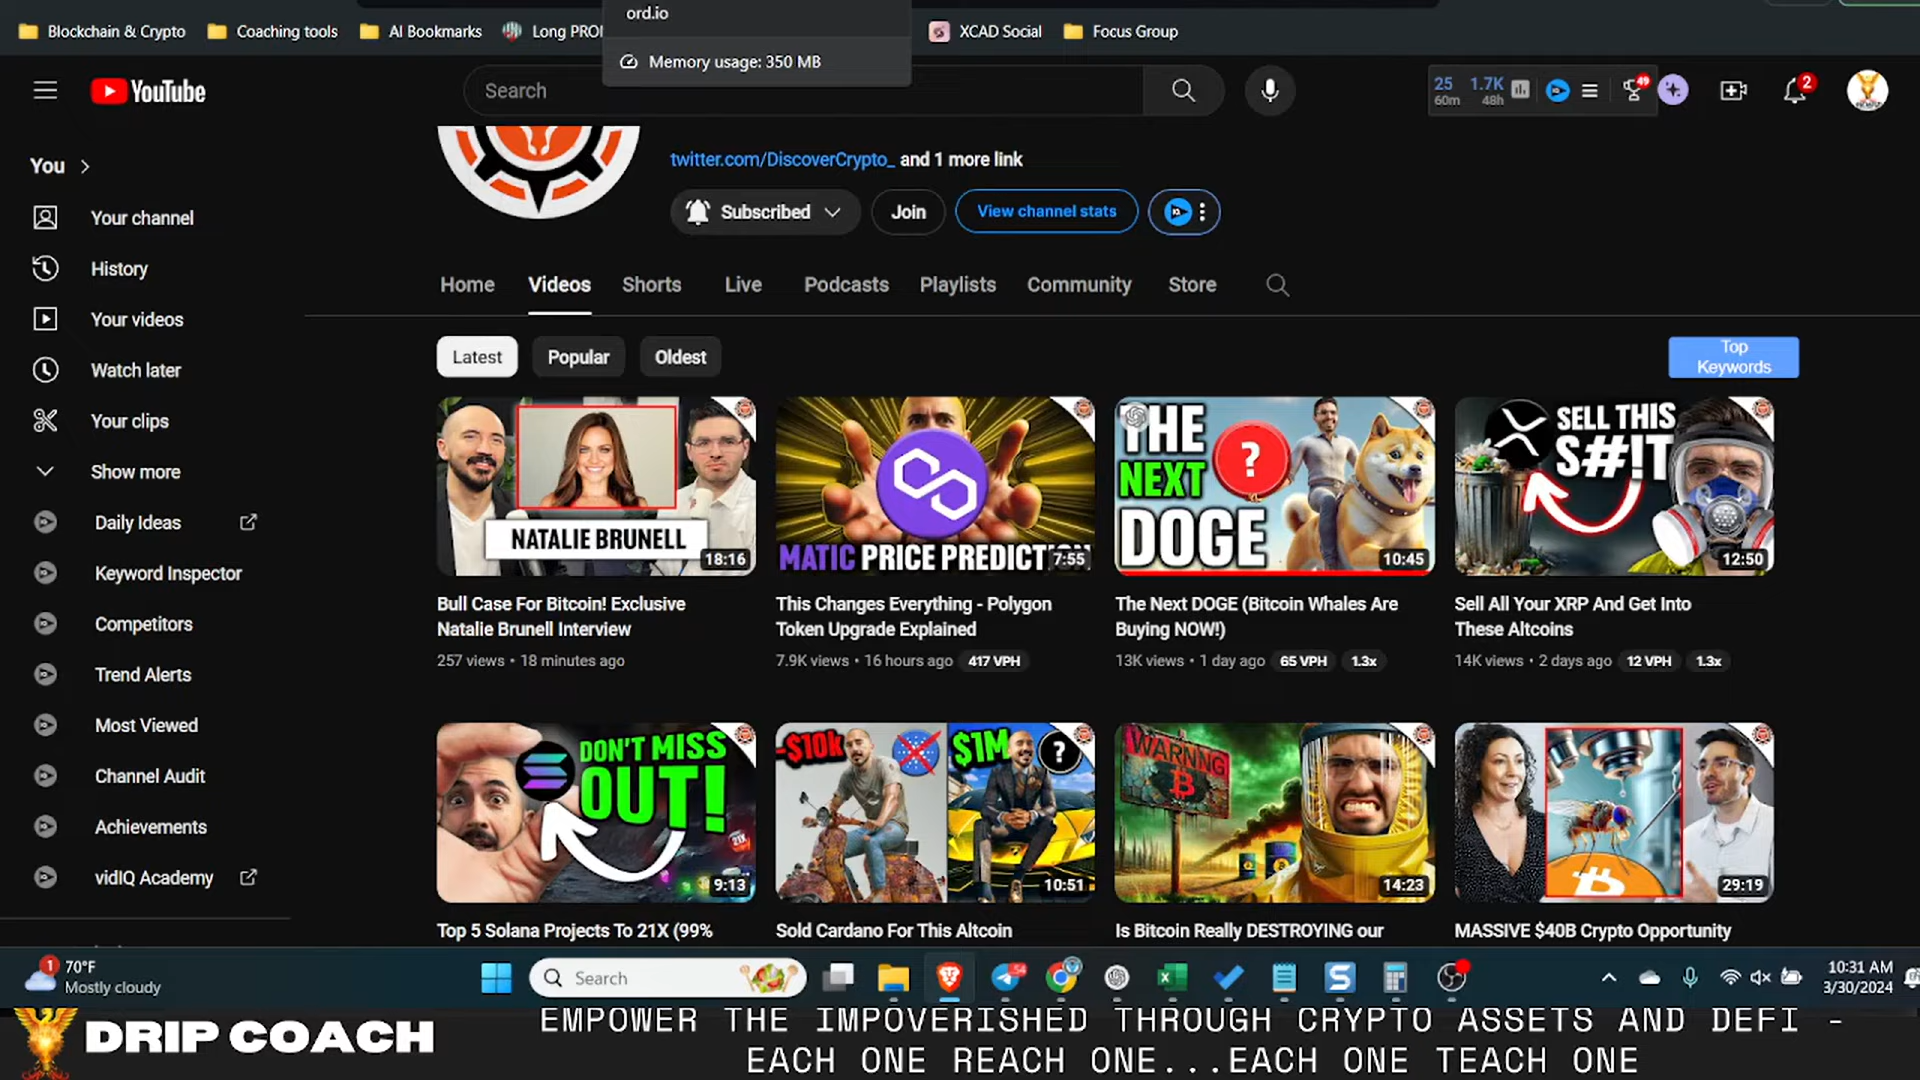 ord.io
Blockchain & Crypto
Coaching tools
AI Bookmarks
Long
XCAD Social
Focus Group
Memory usage: 350 MB
YouTube
Search
25
60m
1.7K
48h
49
2
You
Your channel
History
Your videos
Watch later
Your clips
Show more
Daily Ideas
Keyword Inspector
Competitors
Trend Alerts
Most Viewed
Channel Audit
Achievements
vidIQ Academy
twitter.com/DiscoverCrypto_ and 1 more link
Subscribed
Join
View channel stats
Home
Videos
Shorts
Live
Podcasts
Playlists
Community
Store
Latest
Popular
Oldest
Top
Keywords
NATALIE BRUNELL
18:16
Bull Case For Bitcoin! Exclusive
Natalie Brunell Interview
257 views • 18 minutes ago
MATIC PRICE
7:55
This Changes Everything - Polygon
Token Upgrade Explained
7.9K views • 16 hours ago 417 VPH
THE
NEXT
DOGE
?
10:45
The Next DOGE (Bitcoin Whales Are
Buying NOW!)
13K views • 1 day ago 65 VPH 1.3x
SELL THIS
S#!T
12:50
Sell All Your XRP And Get Into
These Altcoins
14K views • 2 days ago 12 VPH 1.3x
DON'T MISS
OUT!
9:13
Top 5 Solana Projects To 21X (99%
-$10k
$1M
?
10:51
Sold Cardano For This Altcoin
WARNNG
14:23
Is Bitcoin Really DESTROYING our
29:19
MASSIVE $40B Crypto Opportunity
1
70°F
Mostly cloudy
Search
10:31 AM
3/30/2024
DRIP COACH
EMPOWER THE IMPOVERISHED THROUGH CRYPTO ASSETS AND DEFI -
EACH ONE REACH ONE...EACH ONE TEACH ONE